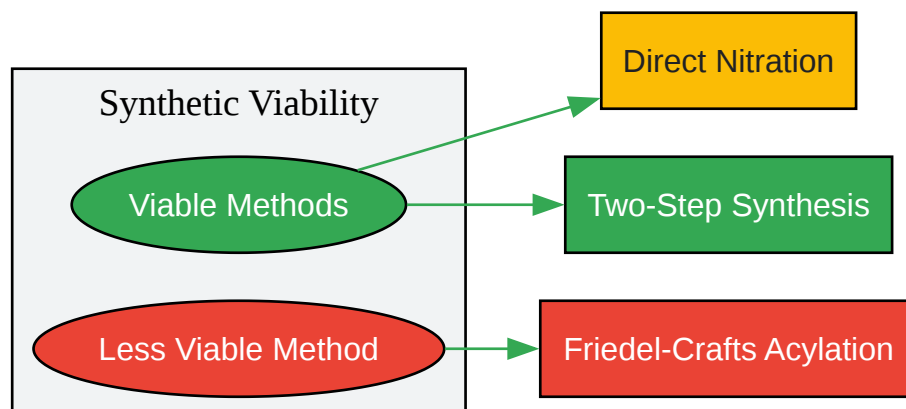 Direct Nitration
Synthetic Viability
Viable Methods
Two-Step Synthesis
Less Viable Method
Friedel-Crafts Acylation